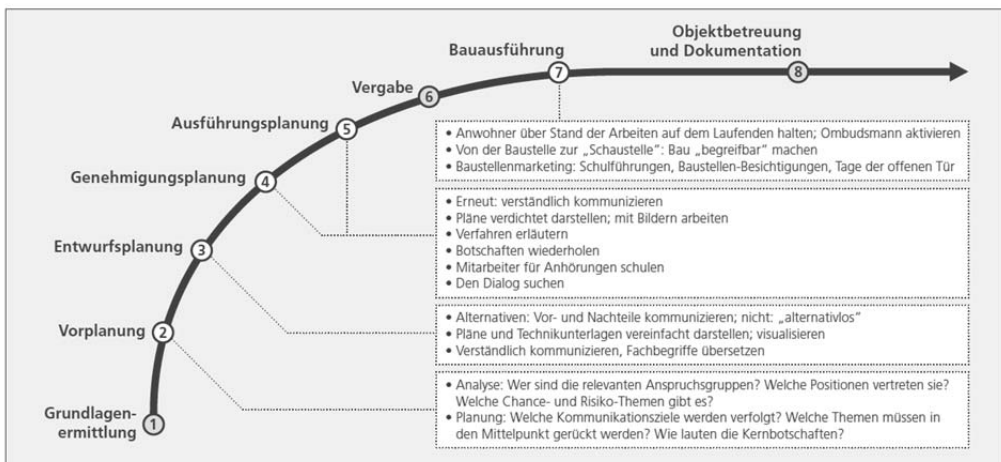 Objektbetreuung
und Dokumentation
8
Bauausführung
7
Vergabe
6
Ausführungsplanung
5
Genehmigungsplanung
4
Entwurfsplanung
3
Vorplanung
2
Grundlagen-
ermittlung
1
• Anwohner über Stand der Arbeiten auf dem Laufenden halten; Ombudsmann aktivieren
• Von der Baustelle zur „Schaustelle“: Bau „begreifbar“ machen
• Baustellenmarketing: Schulführungen, Baustellen-Besichtigungen, Tage der offenen Tür
• Erneut: verständlich kommunizieren
• Pläne verdichtet darstellen; mit Bildern arbeiten
• Verfahren erläutern
• Botschaften wiederholen
• Mitarbeiter für Anhörungen schulen
• Den Dialog suchen
• Alternativen: Vor- und Nachteile kommunizieren; nicht: „alternativlos“
• Pläne und Technikunterlagen vereinfacht darstellen; visualisieren
• Verständlich kommunizieren, Fachbegriffe übersetzen
• Analyse: Wer sind die relevanten Anspruchsgruppen? Welche Positionen vertreten sie?
Welche Chance- und Risiko-Themen gibt es?
• Planung: Welche Kommunikationsziele werden verfolgt? Welche Themen müssen in
den Mittelpunkt gerückt werden? Wie lauten die Kernbotschaften?